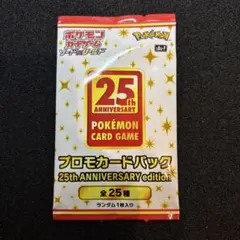 ポケモン
カードゲーム
ソード&シールド
Pokémon
25th
ANNIVERSARY
POKÉMON
CARD GAME
プロモカードパック
25th ANNIVERSARY edition
全25種
ランダム1枚入り